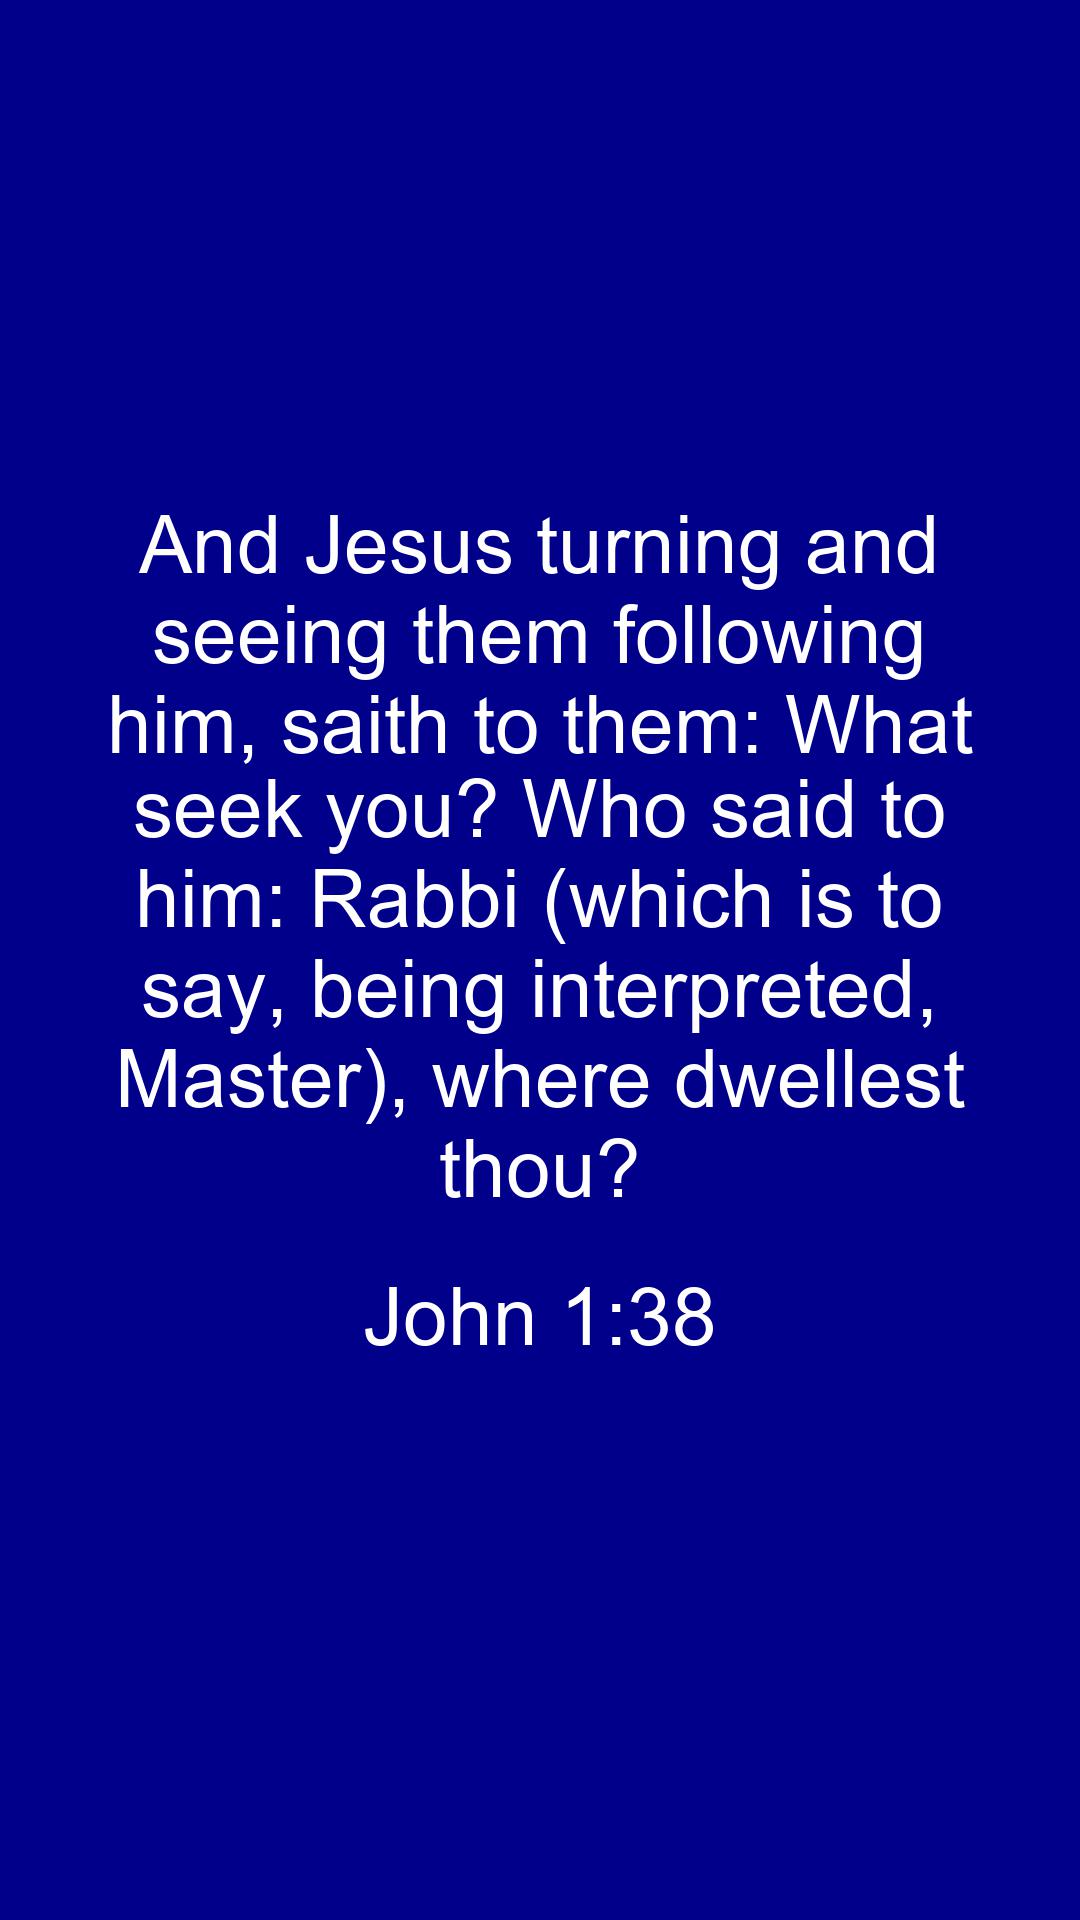 And Jesus turning and
seeing them following
him, saith to them: What
seek you? Who said to
him: Rabbi (which is to
say, being interpreted,
Master), where dwellest
thou?
John 1:38